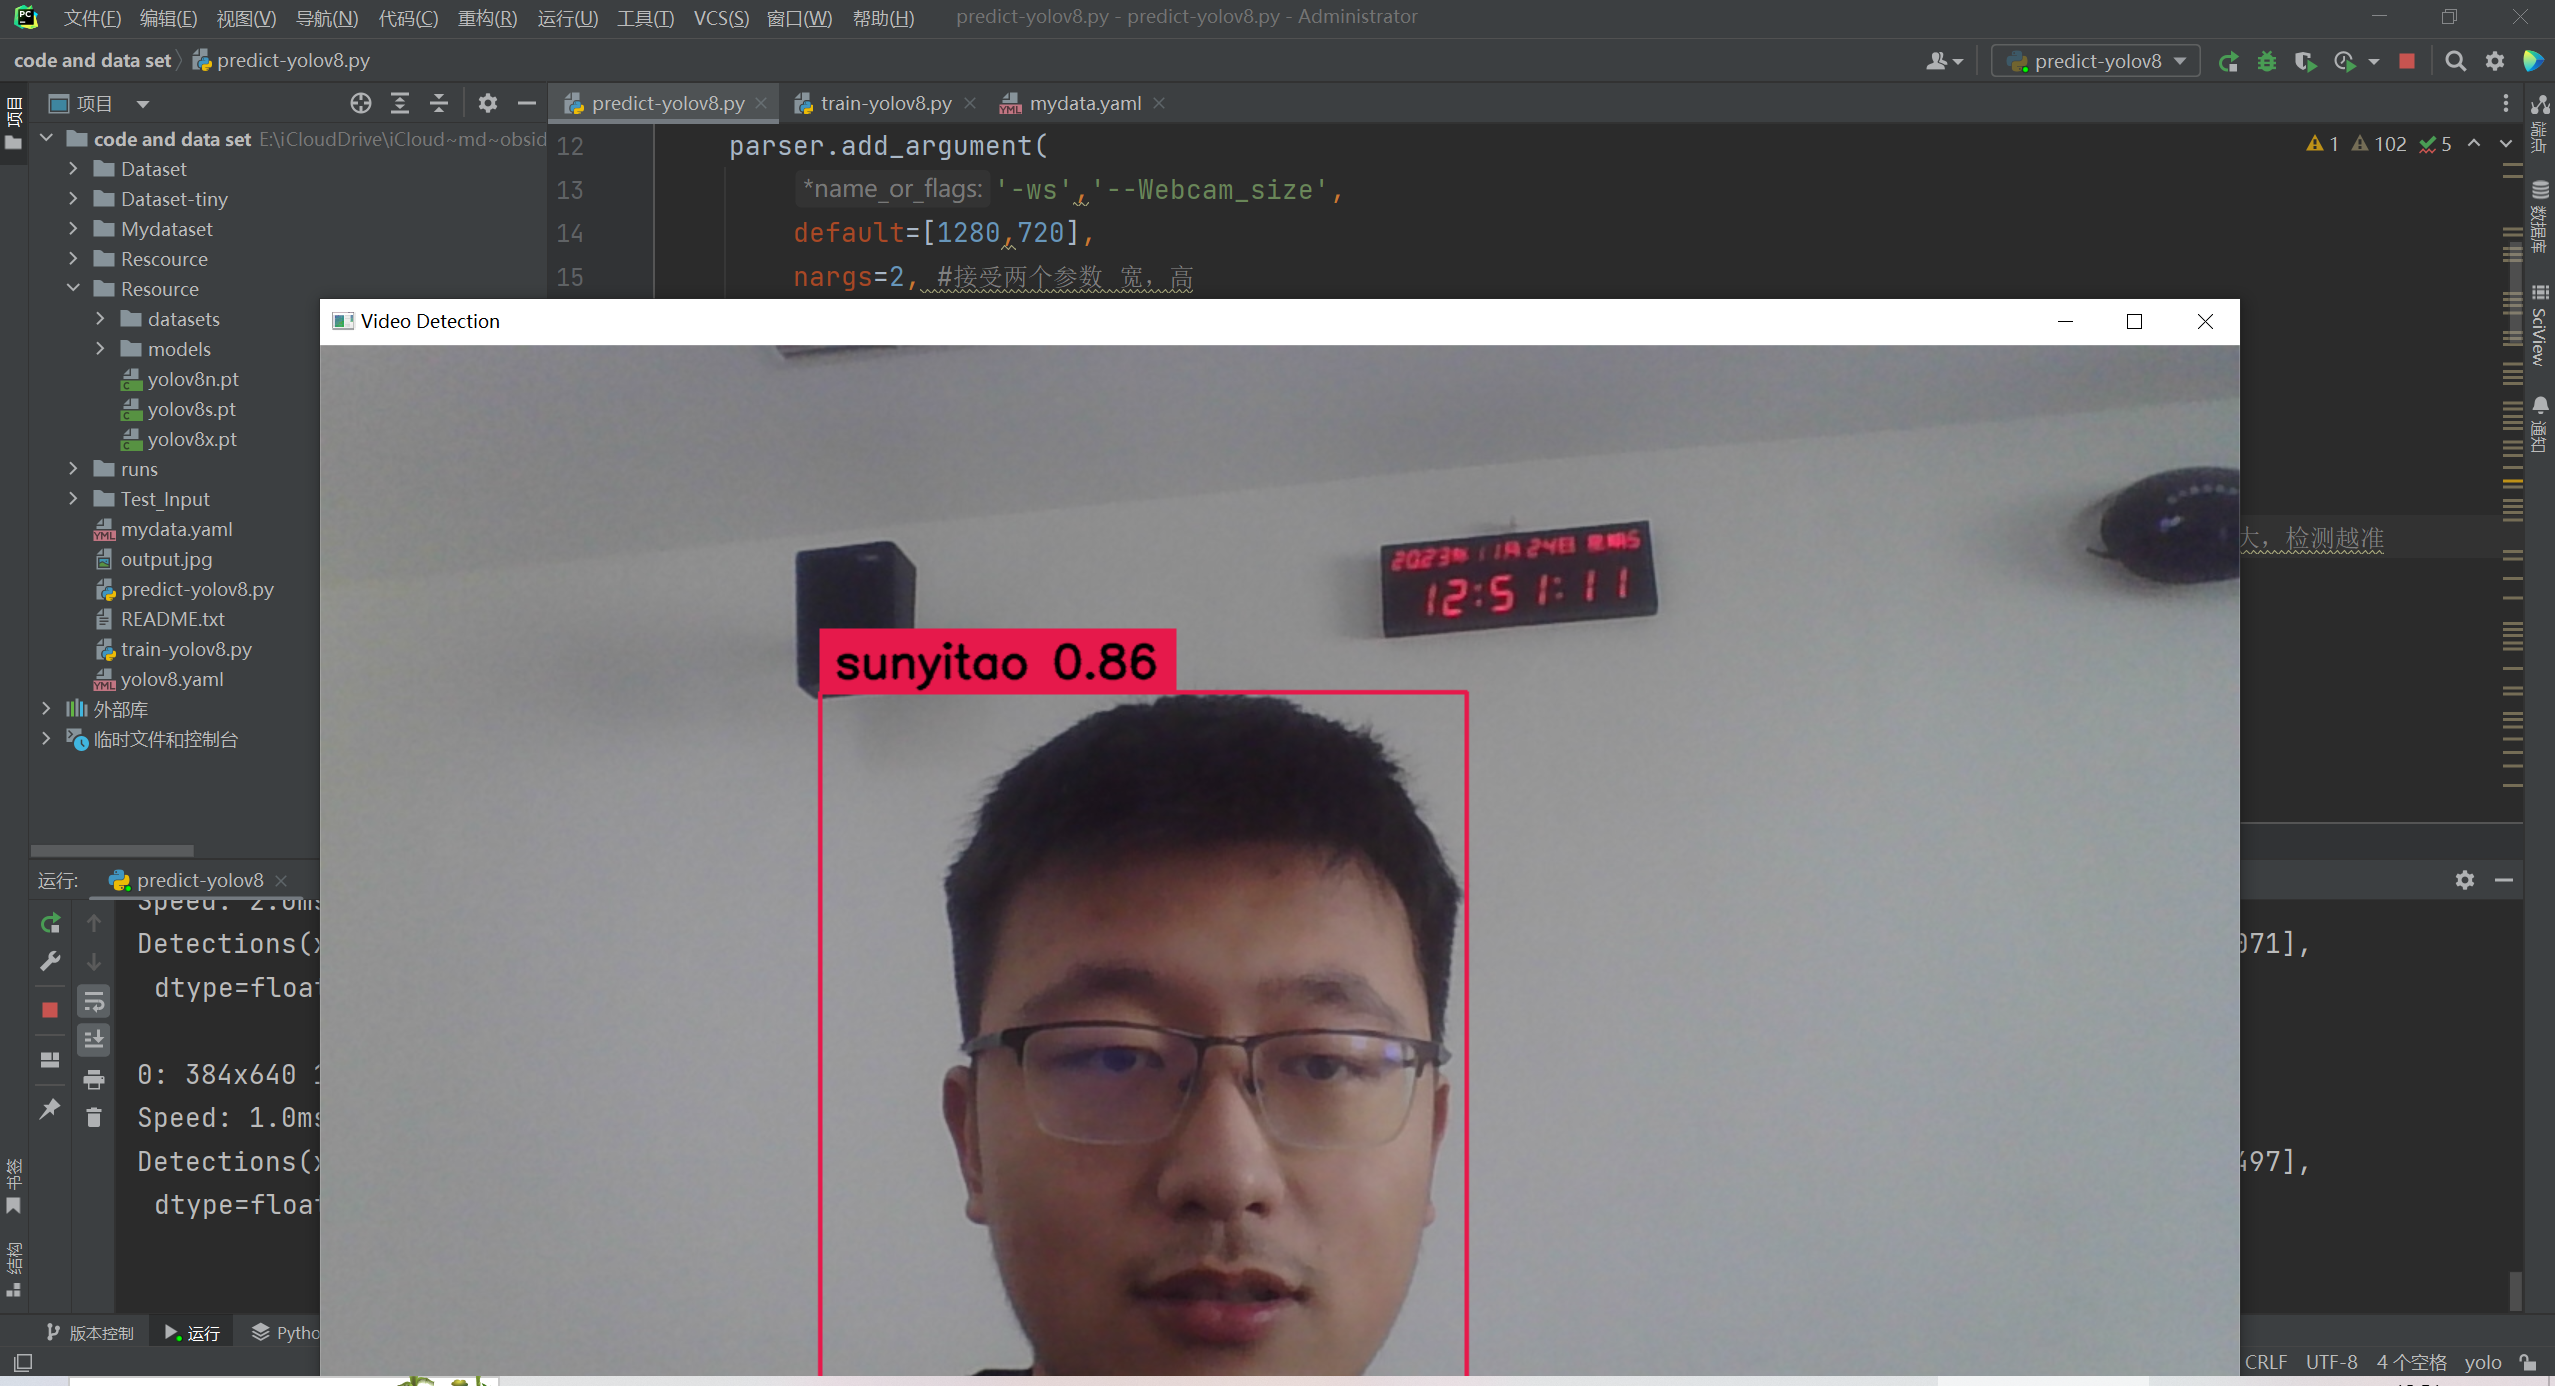 文件(F) 编辑(E) 视图(V) 导航(N) 代码(C) 重构(R) 运行(U) 工具(T) VCS(S) 窗口(W) 帮助(H) predict-yolov8.py - predict-yolov8.py - Administrator
code and data set predict-yolov8.py predict-yolov8
项目 predict-yolov8.py train-yolov8.py mydata.yaml
项目
code and data set E:\iCloudDrive\iCloud~md~obsid
Dataset
Dataset-tiny
Mydataset
Rescource
Resource
datasets
models
yolov8n.pt
yolov8s.pt
yolov8x.pt
runs
Test_Input
mydata.yaml
output.jpg
predict-yolov8.py
README.txt
train-yolov8.py
yolov8.yaml
外部库
临时文件和控制台
12 parser.add_argument(
13 *name_or_flags: '-ws','--Webcam_size',
14 default=[1280,720],
15 nargs=2, #接受两个参数 宽，高
1 102 5
大，检测越准
端点
数据库
SciView
通知
Video Detection
2023年11月24日 星期5
12:51:11
sunyitao 0.86
运行: predict-yolov8
Speed: 2.0ms
Detections(x
071],
dtype=float
0: 384x640 1
Speed: 1.0ms
Detections(x
497],
dtype=float
书签
结构
版本控制 运行 Pytho
CRLF UTF-8 4 个空格 yolo